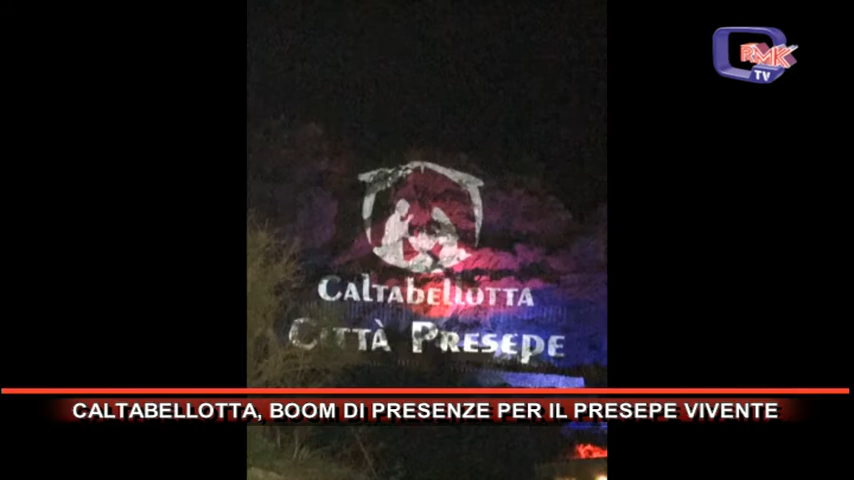 RMK
TV
CALTABELLOTTA
CITTÀ PRESEPE
CALTABELLOTTA, BOOM DI PRESENZE PER IL PRESEPE VIVENTE